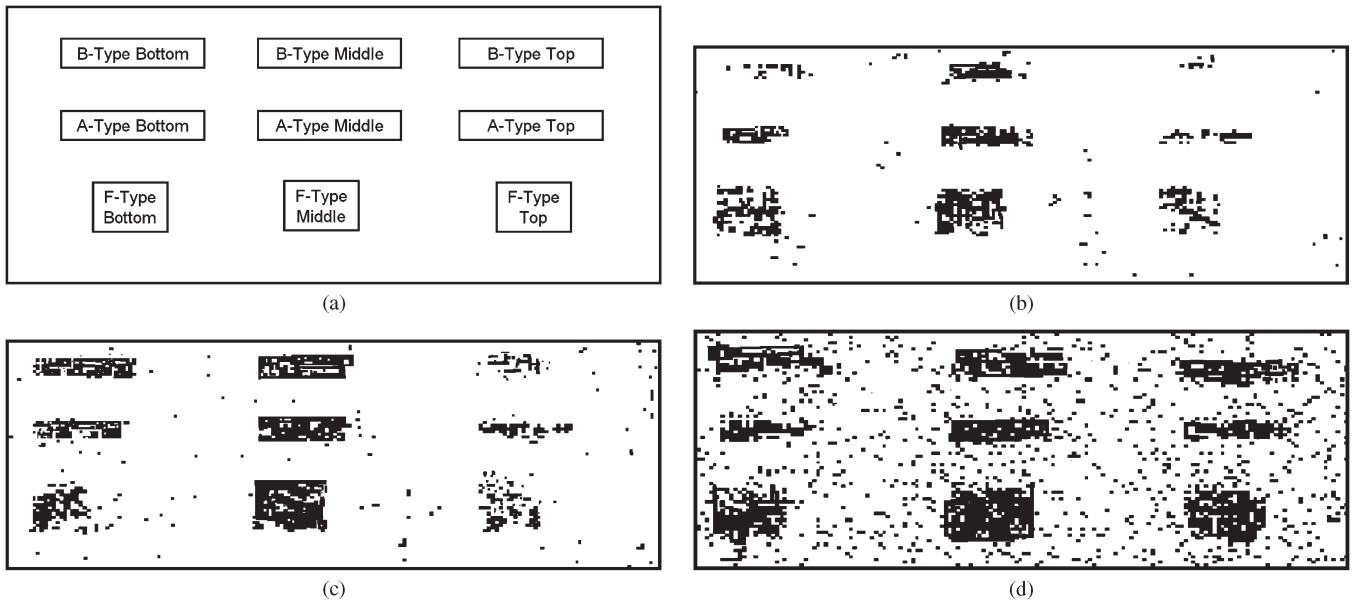 B-Type Bottom
B-Type Middle
B-Type Top
A-Type Bottom
A-Type Middle
A-Type Top
F-Type
Bottom
F-Type
Middle
F-Type
Top
(a)
(b)
(c)
(d)